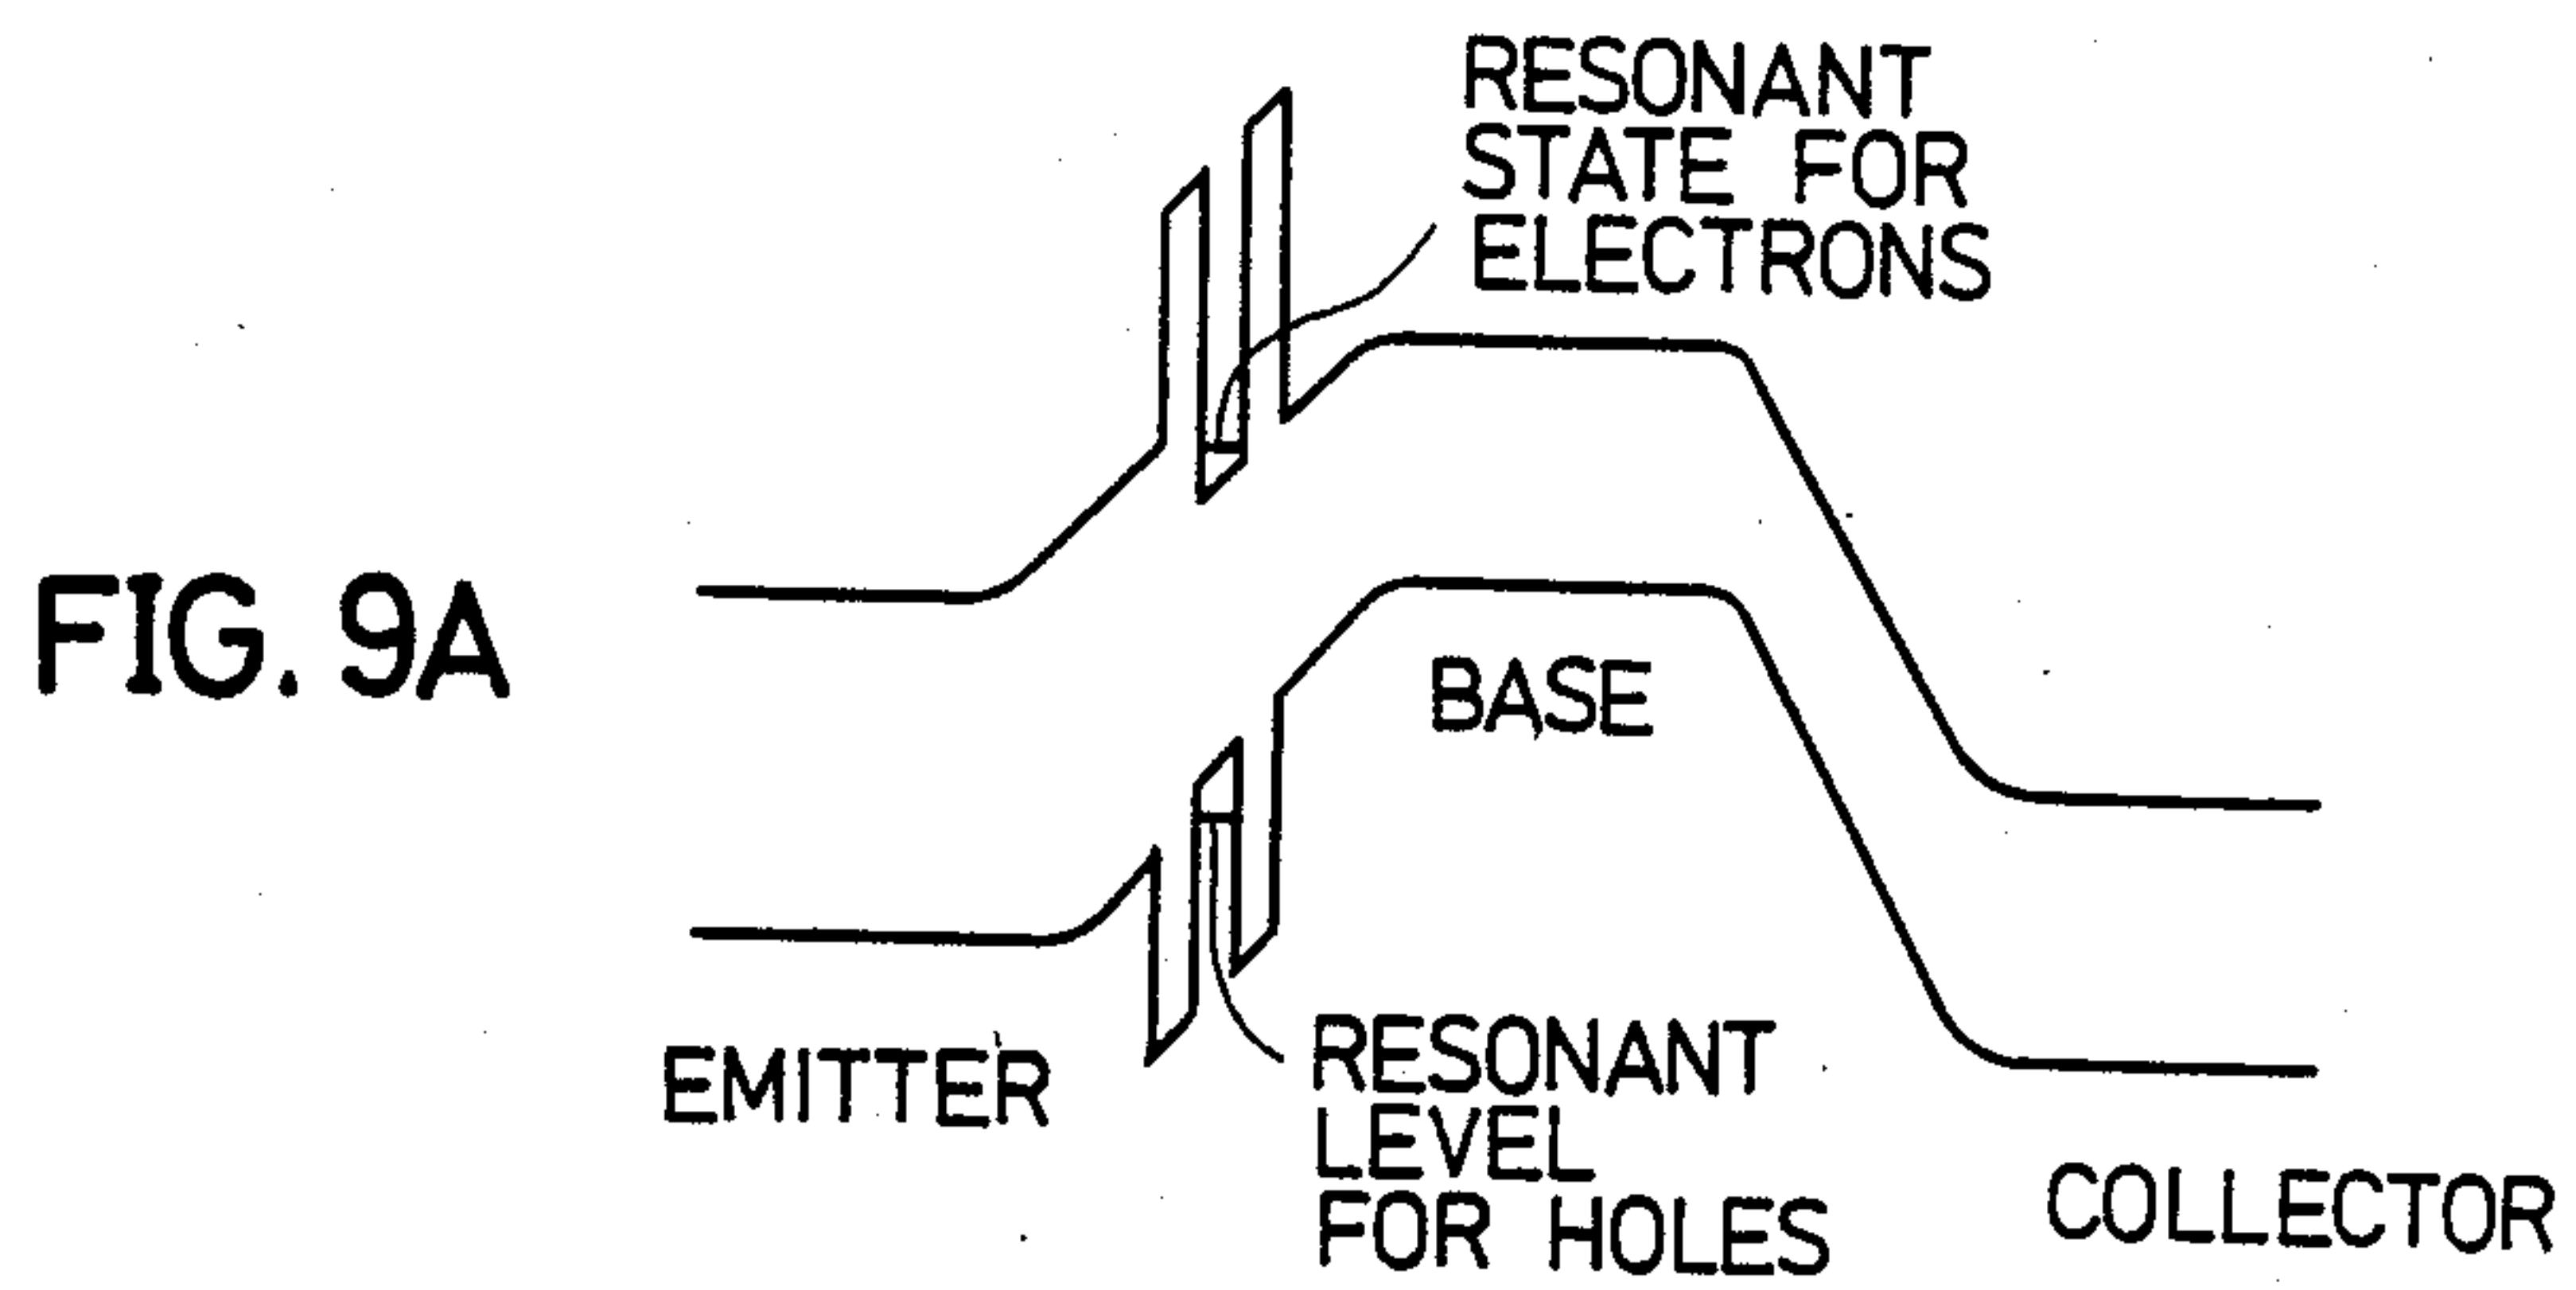 RESONANT
STATE FOR
ELECTRONS
FIG. 9A
BASE
EMITTER
RESONANT
LEVEL
FOR HOLES
COLLECTOR